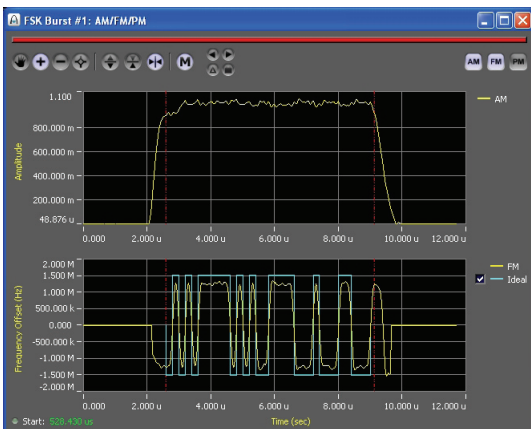 FSK Burst #1: AM/FM/PM
M
AM FM PM
1.100
800.000 m
600.000 m
400.000 m
200.000 m
48.876 u
Amplitude
AM
0.000 2.000 u 4.000 u 6.000 u 8.000 u 10.000 u 12.000 u
2.000 M
1.500 M
1.000 M
500.000 k
0.000
-500.000 k
-1.000 M
-1.500 M
-2.000 M
Frequency Offset (Hz)
FM
Ideal
0.000 2.000 u 4.000 u 6.000 u 8.000 u 10.000 u 12.000 u
Start: 528.430 us
Time (sec)